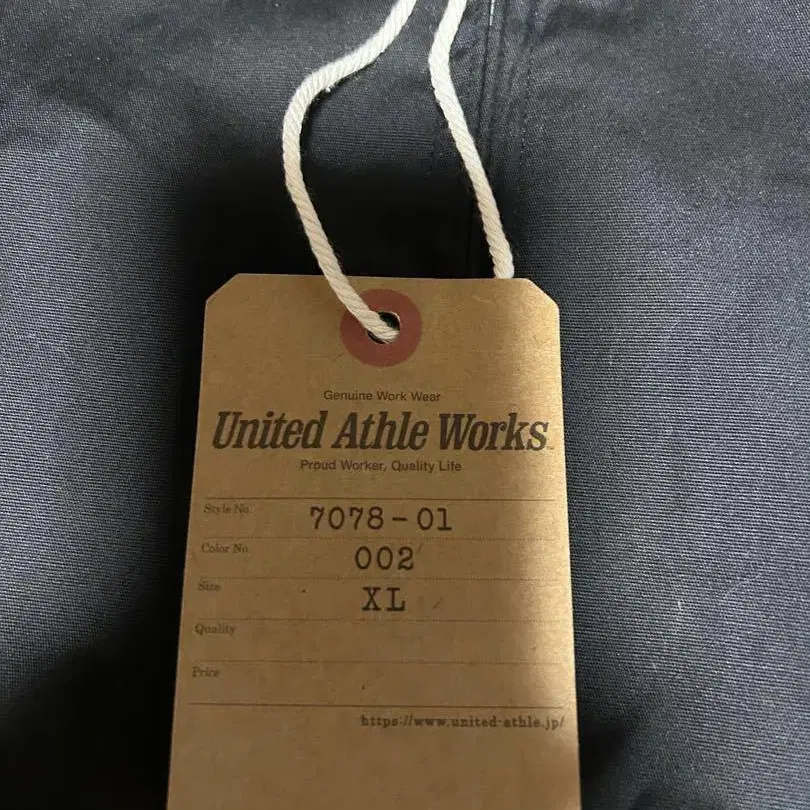 Genuine Work Wear
United Athle Works™
Proud Worker, Quality Life
Style No. 7078-01
Color No. 002
Size XL
Quality
Price
https://www.united-athle.jp/